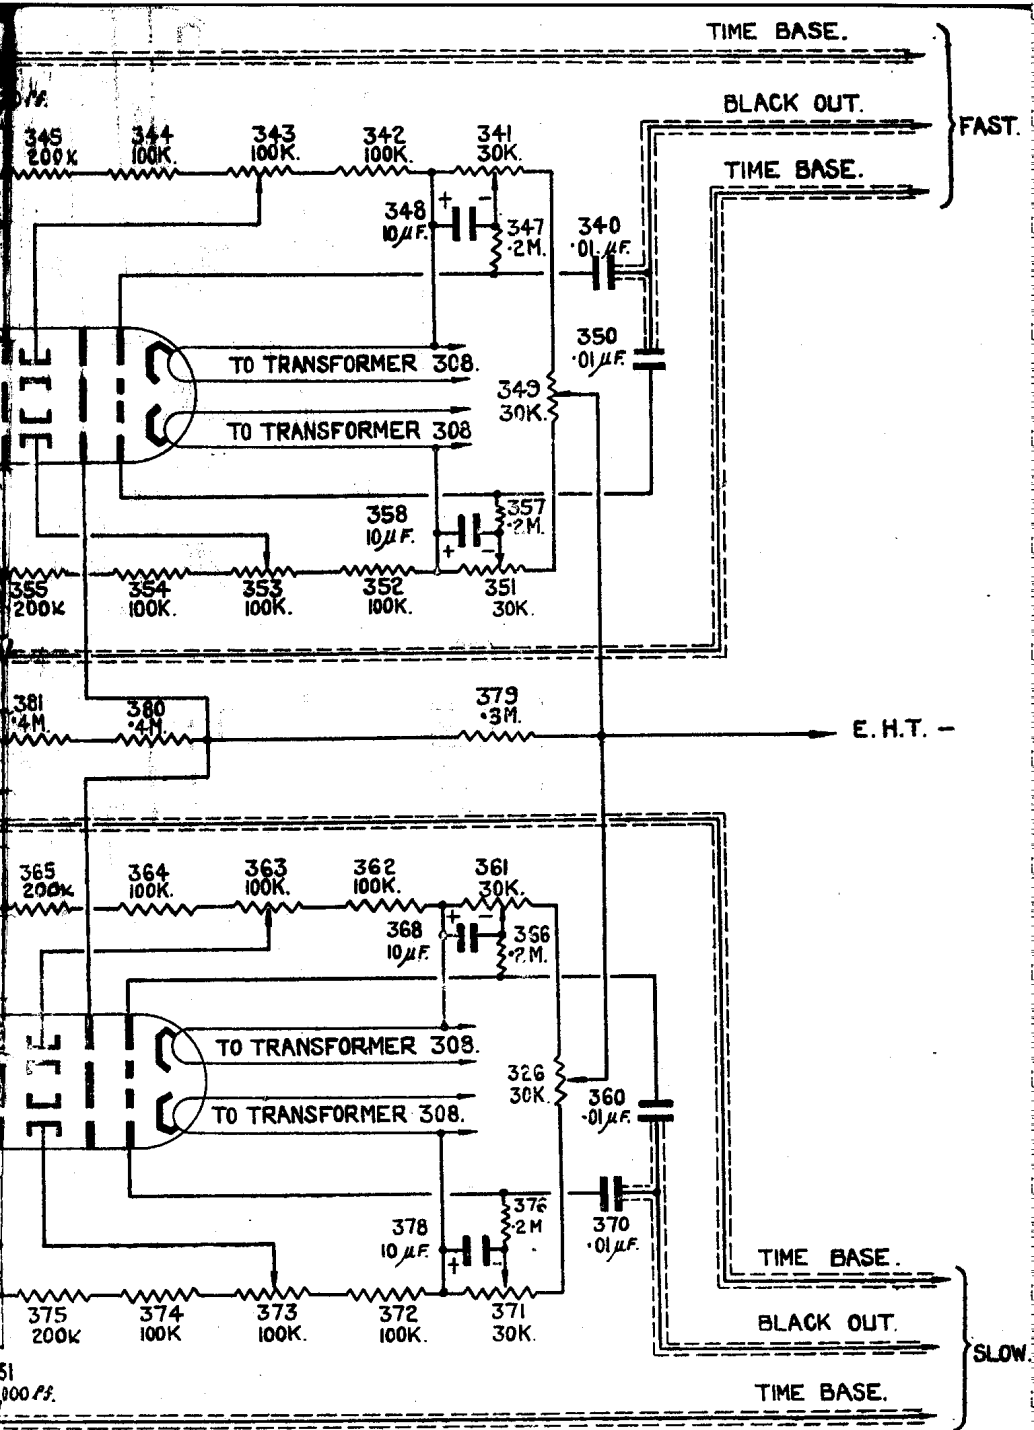 TIME BASE.
BLACK OUT.
FAST.
TIME BASE.
345
200K
344
100K.
343
100K.
342
100K.
341
30K.
348
10µF.
+ -
347
·2M.
340
·01µF.
350
·01µF.
TO TRANSFORMER 308.
349
30K.
TO TRANSFORMER 308
358
10µF.
+ -
357
·2M.
355
200K
354
100K.
353
100K.
352
100K.
351
30K.
381
·4M.
380
·4M.
379
·3M.
E.H.T. -
365
200K
364
100K.
363
100K.
362
100K.
361
30K.
368
10µF.
+ -
366
·2M.
TO TRANSFORMER 308.
326
30K.
360
·01µF.
TO TRANSFORMER 308.
378
10µF.
+ -
376
·2M
370
·01µF.
TIME BASE.
375
200K
374
100K
373
100K.
372
100K.
371
30K.
BLACK OUT.
SLOW.
51
000 Pf.
TIME BASE.